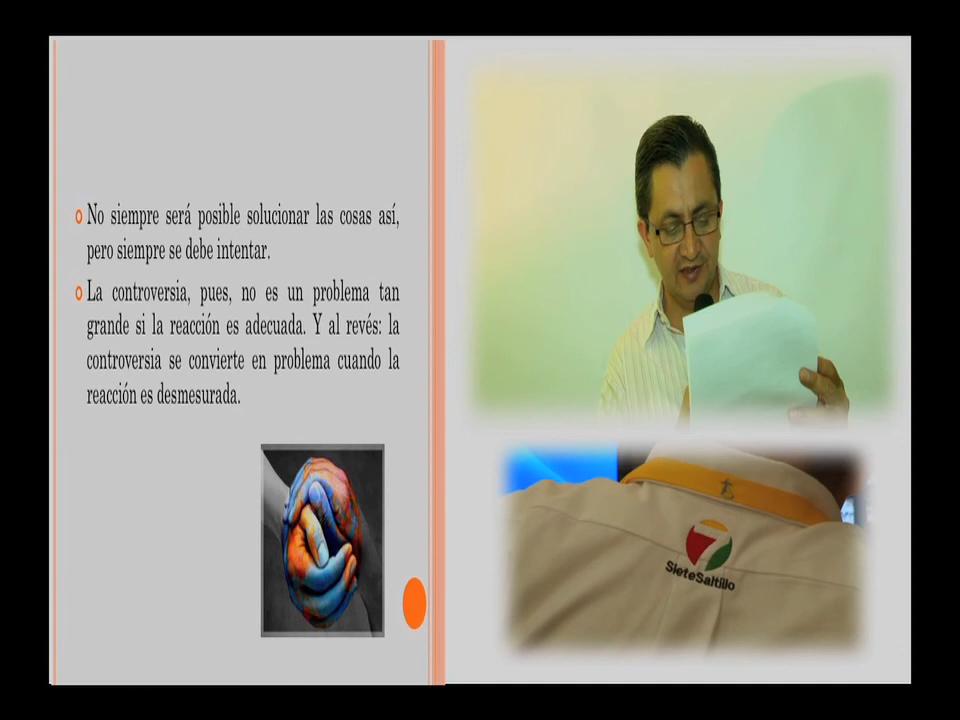 No siempre será posible solucionar las cosas así,
pero siempre se debe intentar.
La controversia, pues, no es un problema tan
grande si la reacción es adecuada. Y al revés: la
controversia se convierte en problema cuando la
reacción es desmesurada.
7
SieteSaltillo